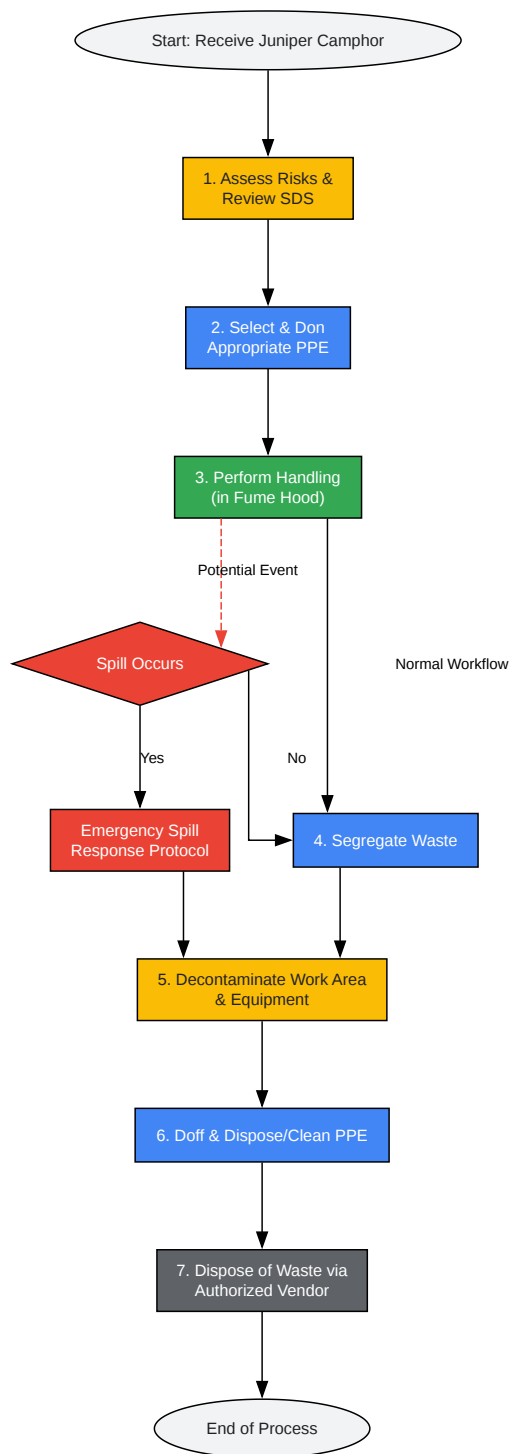 Start: Receive Juniper Camphor
1. Assess Risks &
Review SDS
2. Select & Don
Appropriate PPE
3. Perform Handling
(in Fume Hood)
Potential Event
Spill Occurs
Normal Workflow
Yes
No
Emergency Spill
Response Protocol
4. Segregate Waste
5. Decontaminate Work Area
& Equipment
6. Doff & Dispose/Clean PPE
7. Dispose of Waste via
Authorized Vendor
End of Process